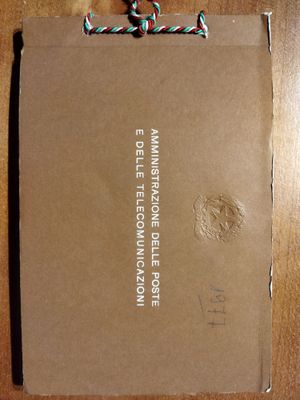 AMMINISTRAZIONE DELLE POSTE
E DELLE TELECOMUNICAZIONI
1977